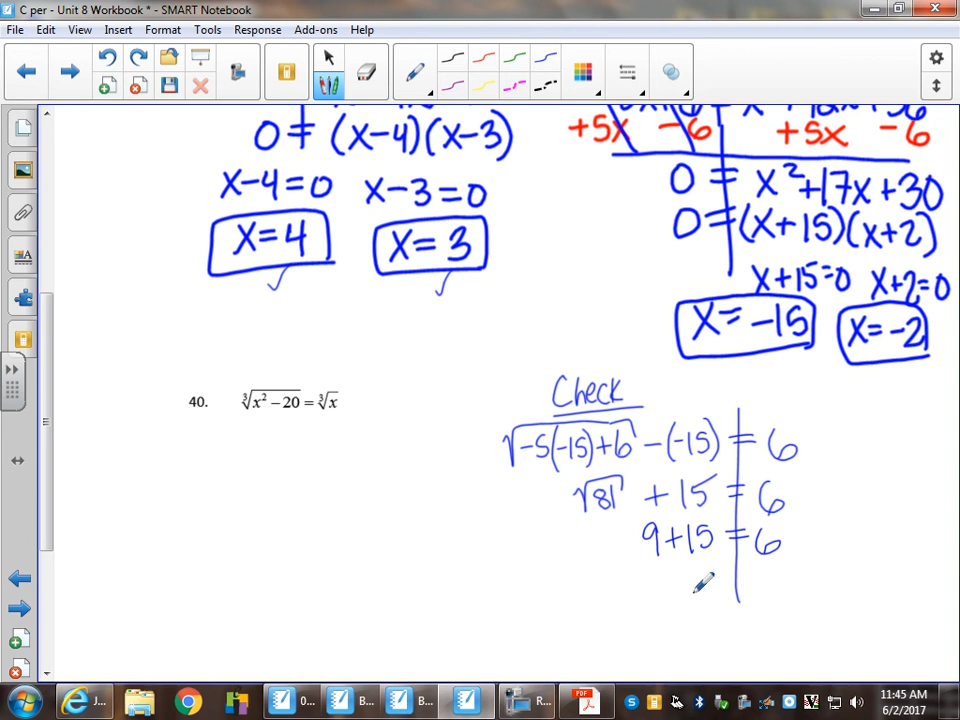 C per - Unit 8 Workbook * - SMART Notebook
File Edit View Insert Format Tools Response Add-ons Help
0 = (x-4)(x-3)
x-4=0 x-3=0
x=4 x=3
+5x -6 +5x -6
0 = x²+17x+30
0=(x+15)(x+2)
x+15=0 x+2=0
x=-15 x=-2
40. ∛(x² − 20) = ∛x
Check
√(-5(-15)+6) -(-15) = 6
√81 + 15 = 6
9+15 = 6
J... 0... B... B... R...
PDF
11:45 AM
6/2/2017